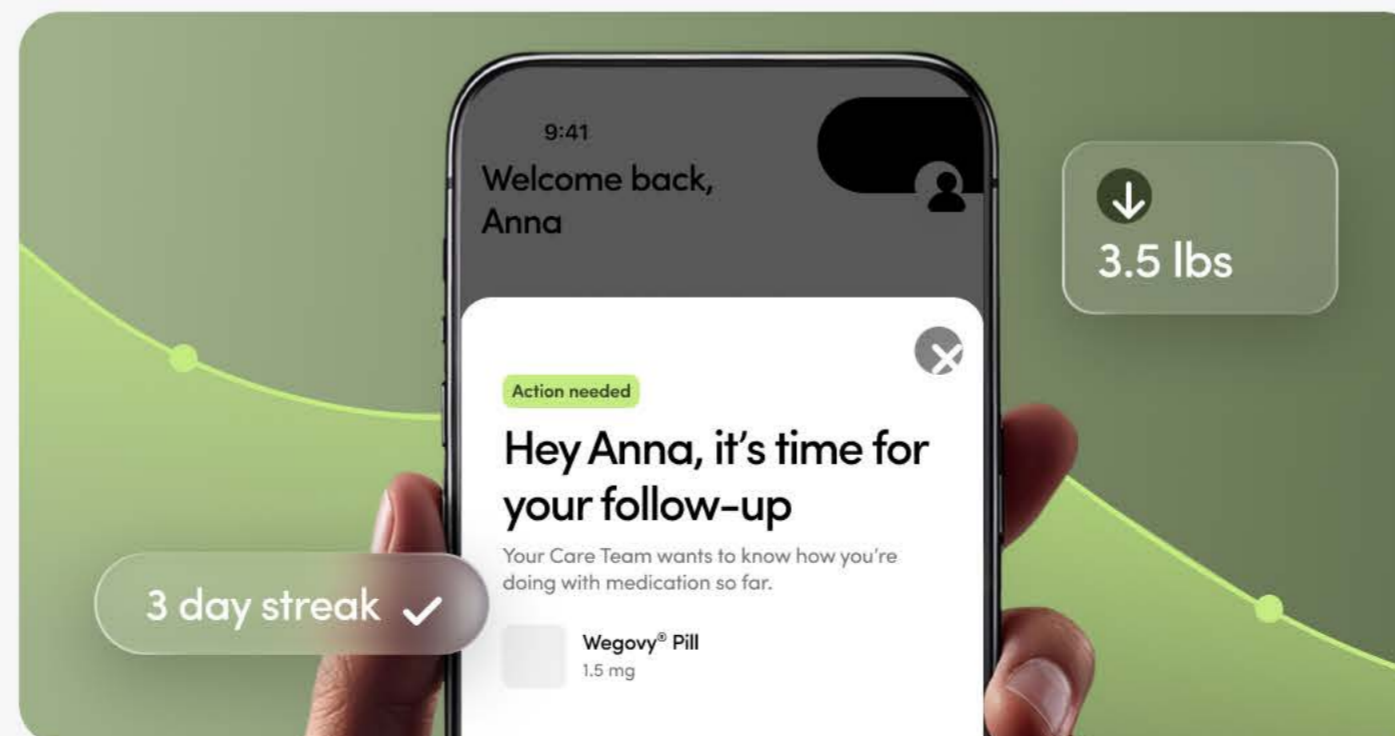 9:41
Welcome back,
Anna
3.5 lbs
Action needed
Hey Anna, it's time for
your follow-up
Your Care Team wants to know how you're
doing with medication so far.
3 day streak
Wegovy® Pill
1.5 mg